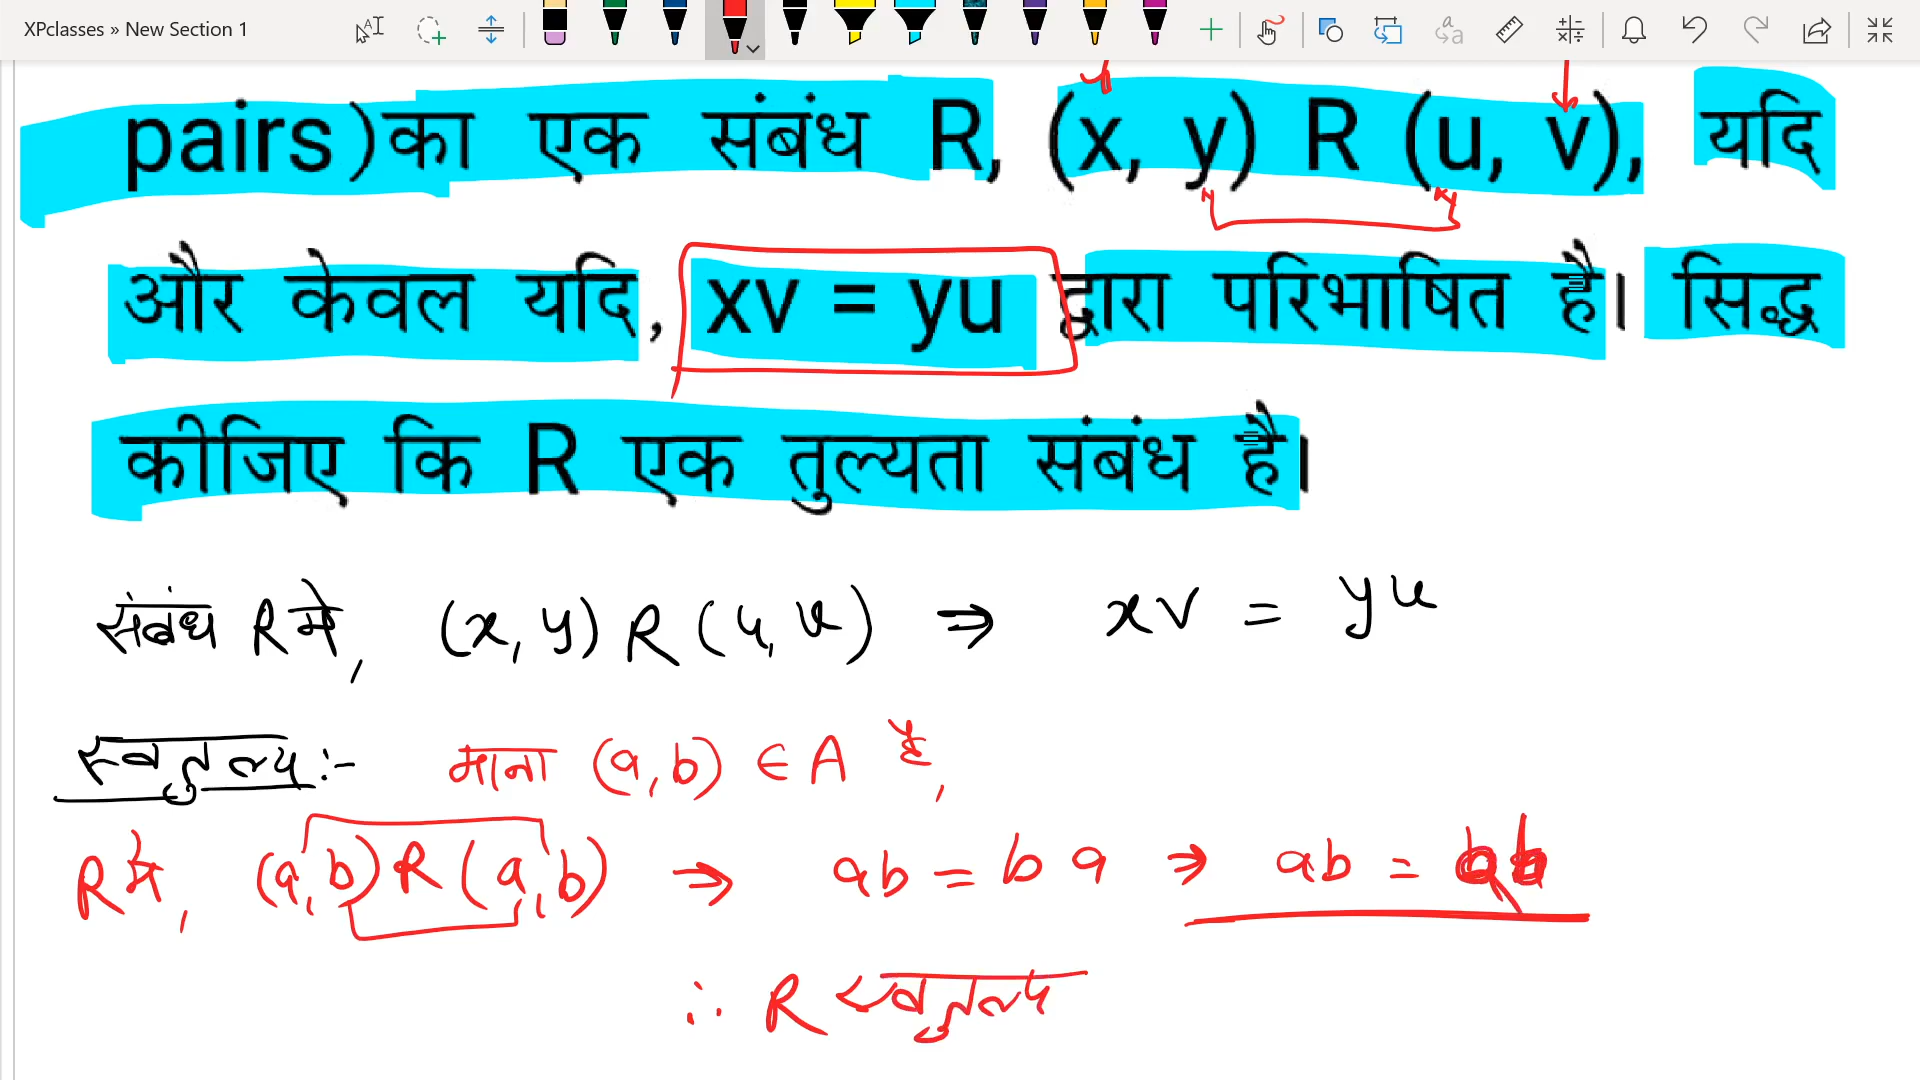 XPclasses » New Section 1
pairs)का एक संबंध R, (x, y) R (u, v), यदि
और केवल यदि, xv = yu द्वारा परिभाषित है। सिद्ध
कीजिए कि R एक तुल्यता संबंध है।
संबंध R में, (x, y) R (u, v) ⇒ xv = yu
स्वतुल्य :- माना (a, b) ∈ A है,
R में, (a, b) R (a, b) ⇒ ab = ba ⇒ ab =
∴ R स्वतुल्य